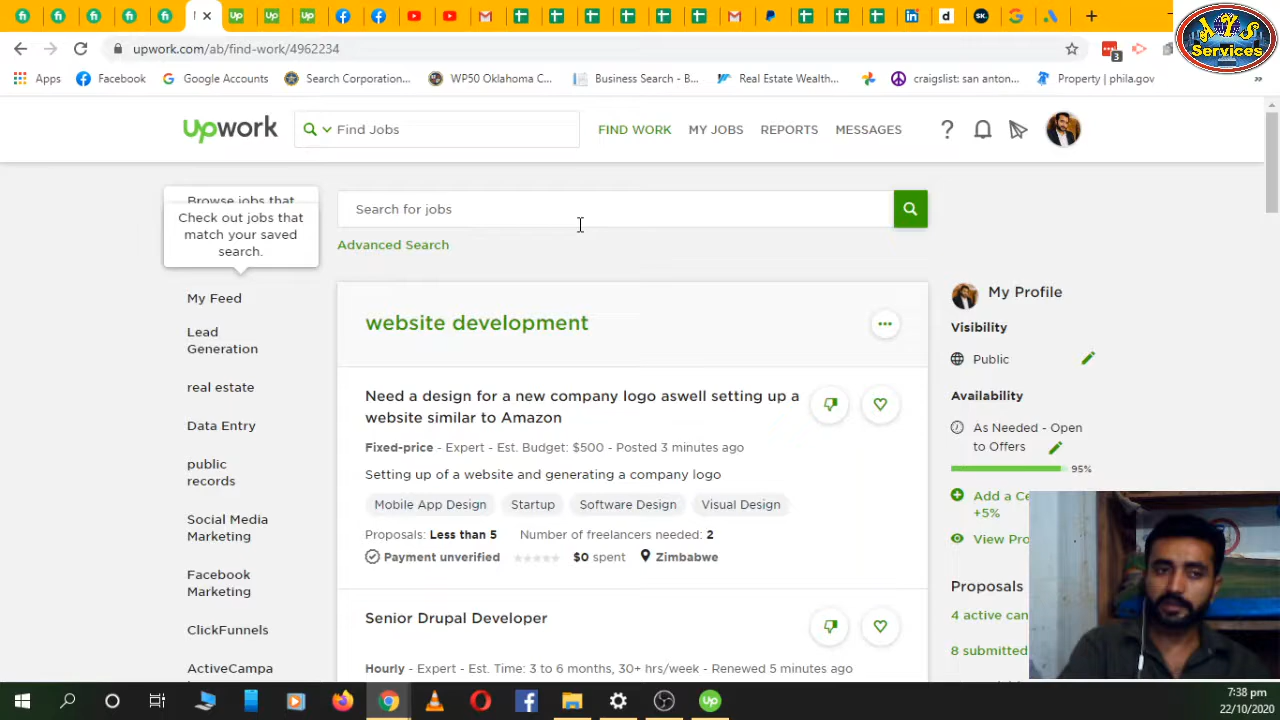 AZS
Services
upwork.com/ab/find-work/4962234
3
Apps
Facebook
Google Accounts
Search Corporation...
WP50 Oklahoma C...
Business Search - B...
Real Estate Wealth...
craigslist: san anton...
Property | phila.gov
»
upwork
Find Jobs
FIND WORK
MY JOBS
REPORTS
MESSAGES
?
Browse jobs that
Check out jobs that
match your saved
search.
Search for jobs
Advanced Search
My Feed
Lead
Generation
real estate
Data Entry
public
records
Social Media
Marketing
Facebook
Marketing
ClickFunnels
ActiveCampa
website development
Need a design for a new company logo aswell setting up a
website similar to Amazon
Fixed-price - Expert - Est. Budget: $500 - Posted 3 minutes ago
Setting up of a website and generating a company logo
Mobile App Design
Startup
Software Design
Visual Design
Proposals: Less than 5
Number of freelancers needed: 2
Payment unverified
$0 spent
Zimbabwe
Senior Drupal Developer
Hourly - Expert - Est. Time: 3 to 6 months, 30+ hrs/week - Renewed 5 minutes ago
My Profile
Visibility
Public
Availability
As Needed - Open
to Offers
95%
Add a Ce
+5%
View Pro
Proposals
4 active can
8 submitted
7:38 pm
22/10/2020